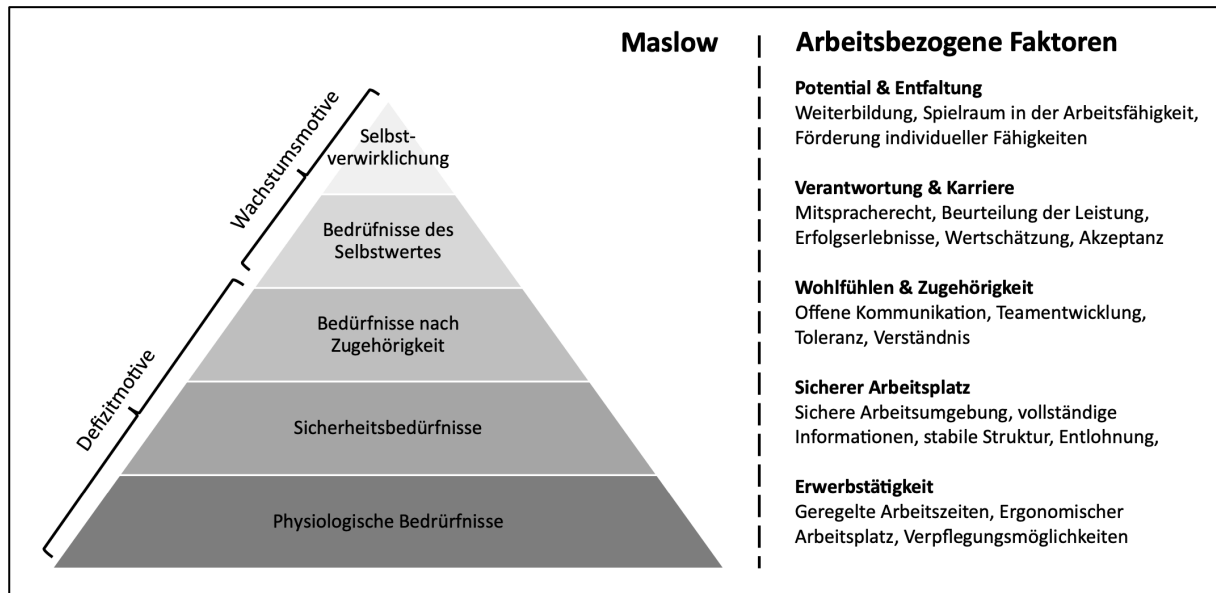 Maslow
Arbeitsbezogene Faktoren
Wachstumsmotive
Defizitmotive
Selbst-
verwirklichung
Bedrüfnisse des
Selbstwertes
Bedürfnisse nach
Zugehörigkeit
Sicherheitsbedürfnisse
Physiologische Bedrürfnisse
Potential & Entfaltung
Weiterbildung, Spielraum in der Arbeitsfähigkeit,
Förderung individueller Fähigkeiten
Verantwortung & Karriere
Mitspracherecht, Beurteilung der Leistung,
Erfolgserlebnisse, Wertschätzung, Akzeptanz
Wohlfühlen & Zugehörigkeit
Offene Kommunikation, Teamentwicklung,
Toleranz, Verständnis
Sicherer Arbeitsplatz
Sichere Arbeitsumgebung, vollständige
Informationen, stabile Struktur, Entlohnung,
Erwerbstätigkeit
Geregelte Arbeitszeiten, Ergonomischer
Arbeitsplatz, Verpflegungsmöglichkeiten